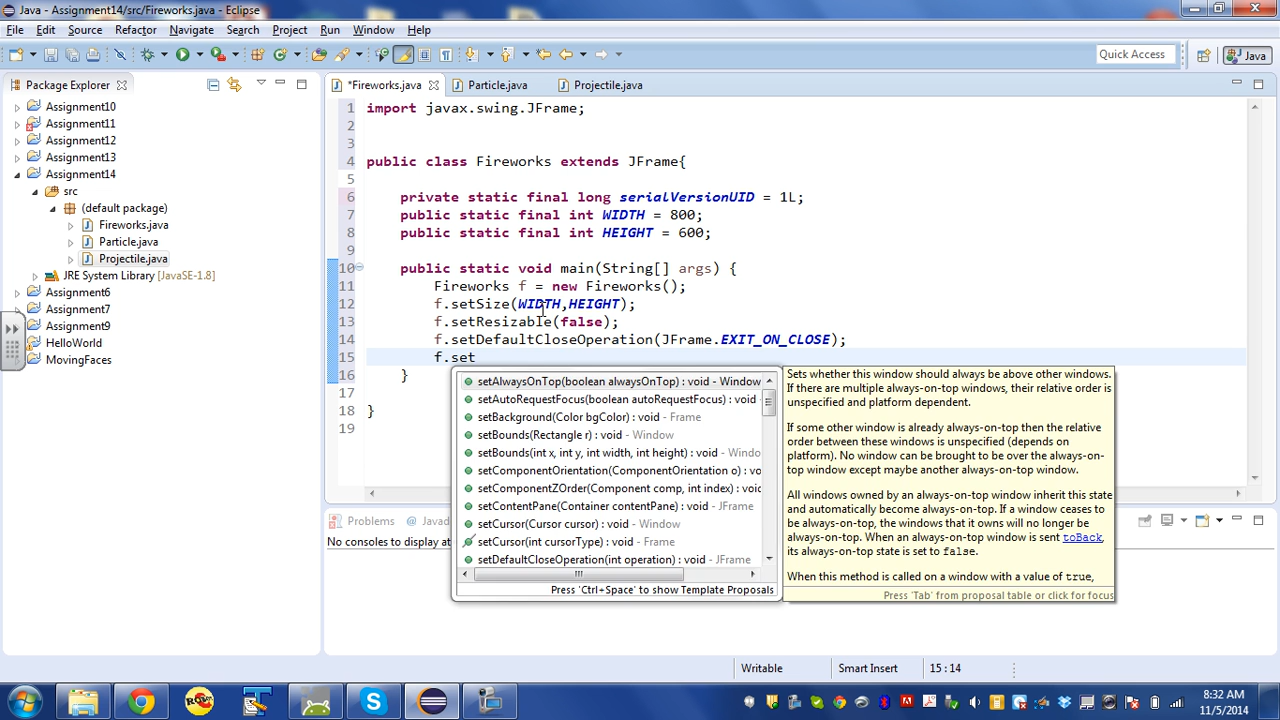 Java - Assignment14/src/Fireworks.java - Eclipse
File Edit Source Refactor Navigate Search Project Run Window Help
Quick Access
Java
Package Explorer
*Fireworks.java
Particle.java
Projectile.java
Assignment10
Assignment11
Assignment12
Assignment13
Assignment14
src
(default package)
Fireworks.java
Particle.java
Projectile.java
JRE System Library [JavaSE-1.8]
Assignment6
Assignment7
Assignment9
HelloWorld
MovingFaces
1 import javax.swing.JFrame;
2
3
4 public class Fireworks extends JFrame{
5
6 private static final long serialVersionUID = 1L;
7 public static final int WIDTH = 800;
8 public static final int HEIGHT = 600;
9
10 public static void main(String[] args) {
11 Fireworks f = new Fireworks();
12 f.setSize(WIDTH,HEIGHT);
13 f.setResizable(false);
14 f.setDefaultCloseOperation(JFrame.EXIT_ON_CLOSE);
15 f.set
16 }
17
18 }
19
setAlwaysOnTop(boolean alwaysOnTop) : void - Window
setAutoRequestFocus(boolean autoRequestFocus) : void -
setBackground(Color bgColor) : void - Frame
setBounds(Rectangle r) : void - Window
setBounds(int x, int y, int width, int height) : void - Windo
setComponentOrientation(ComponentOrientation o) : vo
setComponentZOrder(Component comp, int index) : void
setContentPane(Container contentPane) : void - JFrame
setCursor(Cursor cursor) : void - Window
setCursor(int cursorType) : void - Frame
setDefaultCloseOperation(int operation) : void - JFrame
Press 'Ctrl+Space' to show Template Proposals
Sets whether this window should always be above other windows.
If there are multiple always-on-top windows, their relative order is
unspecified and platform dependent.
If some other window is already always-on-top then the relative
order between these windows is unspecified (depends on
platform). No window can be brought to be over the always-on-
top window except maybe another always-on-top window.
All windows owned by an always-on-top window inherit this state
and automatically become always-on-top. If a window ceases to
be always-on-top, the windows that it owns will no longer be
always-on-top. When an always-on-top window is sent toBack,
its always-on-top state is set to false.
When this method is called on a window with a value of true,
Press 'Tab' from proposal table or click for focus
Problems @ Javad
No consoles to display at
Writable
Smart Insert
15 : 14
8:32 AM
11/5/2014